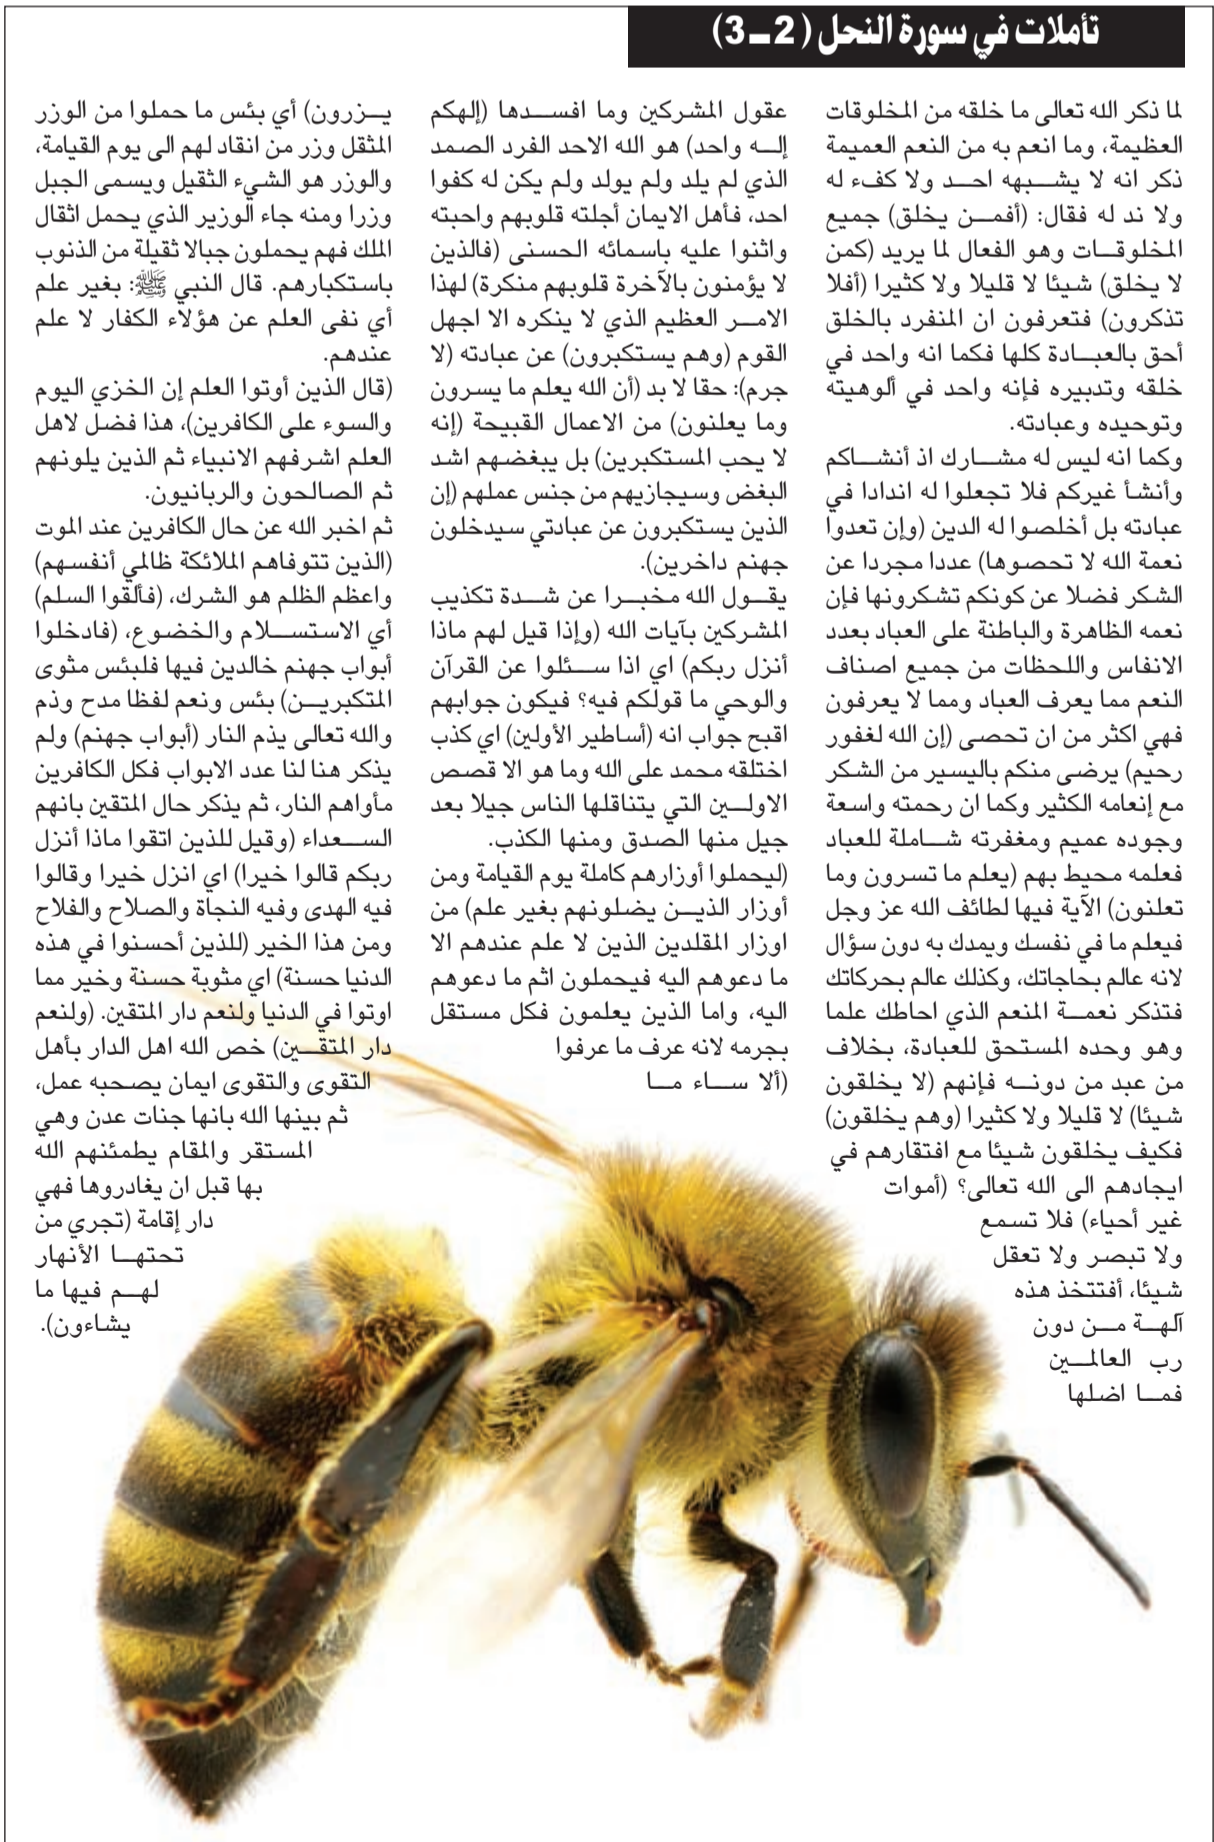 تأملات في سورة النحل (2 ـ 3)
لما ذكر الله تعالى ما خلقه من المخلوقات
العظيمة، وما انعم به من النعم العميمة
ذكر انه لا يشبهه احد ولا كفء له
ولا ند له فقال: (أفمن يخلق) جميع
المخلوقات وهو الفعال لما يريد (كمن
لا يخلق) شيئا لا قليلا ولا كثيرا (أفلا
تذكرون) فتعرفون ان المنفرد بالخلق
أحق بالعبادة كلها فكما انه واحد في
خلقه وتدبيره فإنه واحد في ألوهيته
وتوحيده وعبادته.
وكما انه ليس له مشارك اذ أنشاكم
وأنشأ غيركم فلا تجعلوا له اندادا في
عبادته بل أخلصوا له الدين (وإن تعدوا
نعمة الله لا تحصوها) عددا مجردا عن
الشكر فضلا عن كونكم تشكرونها فإن
نعمه الظاهرة والباطنة على العباد بعدد
الانفاس واللحظات من جميع اصناف
النعم مما يعرف العباد ومما لا يعرفون
فهي اكثر من ان تحصى (إن الله لغفور
رحيم) يرضى منكم باليسير من الشكر
مع إنعامه الكثير وكما ان رحمته واسعة
وجوده عميم ومغفرته شاملة للعباد
فعلمه محيط بهم (يعلم ما تسرون وما
تعلنون) الآية فيها لطائف الله عز وجل
فيعلم ما في نفسك ويمدك به دون سؤال
لانه عالم بحاجاتك، وكذلك عالم بحركاتك
فتذكر نعمة المنعم الذي احاطك علما
وهو وحده المستحق للعبادة، بخلاف
من عبد من دونه فإنهم (لا يخلقون
شيئا) لا قليلا ولا كثيرا (وهم يخلقون)
فكيف يخلقون شيئا مع افتقارهم في
ايجادهم الى الله تعالى؟ (أموات
غير أحياء) فلا تسمع
ولا تبصر ولا تعقل
شيئا، أفتتخذ هذه
آلهة من دون
رب العالمين
فما اضلها
عقول المشركين وما افسدها (إلهكم
إله واحد) هو الله الاحد الفرد الصمد
الذي لم يلد ولم يولد ولم يكن له كفوا
احد، فأهل الايمان أجلته قلوبهم واحبته
واثنوا عليه باسمائه الحسنى (فالذين
لا يؤمنون بالآخرة قلوبهم منكرة) لهذا
الامر العظيم الذي لا ينكره الا اجهل
القوم (وهم يستكبرون) عن عبادته (لا
جرم): حقا لا بد (أن الله يعلم ما يسرون
وما يعلنون) من الاعمال القبيحة (إنه
لا يحب المستكبرين) بل يبغضهم اشد
البغض وسيجازيهم من جنس عملهم (إن
الذين يستكبرون عن عبادتي سيدخلون
جهنم داخرين).
يقول الله مخبرا عن شدة تكذيب
المشركين بآيات الله (وإذا قيل لهم ماذا
أنزل ربكم) اي اذا سئلوا عن القرآن
والوحي ما قولكم فيه؟ فيكون جوابهم
اقبح جواب انه (أساطير الأولين) اي كذب
اختلقه محمد على الله وما هو الا قصص
الاولين التي يتناقلها الناس جيلا بعد
جيل منها الصدق ومنها الكذب.
(ليحملوا أوزارهم كاملة يوم القيامة ومن
أوزار الذين يضلونهم بغير علم) من
اوزار المقلدين الذين لا علم عندهم الا
ما دعوهم اليه فيحملون اثم ما دعوهم
اليه، واما الذين يعلمون فكل مستقل
بجرمه لانه عرف ما عرفوا
(ألا ساء ما
يزرون) أي بئس ما حملوا من الوزر
المثقل وزر من انقاد لهم الى يوم القيامة،
والوزر هو الشيء الثقيل ويسمى الجبل
وزرا ومنه جاء الوزير الذي يحمل اثقال
الملك فهم يحملون جبالا ثقيلة من الذنوب
باستكبارهم. قال النبي ﷺ: بغير علم
أي نفى العلم عن هؤلاء الكفار لا علم
عندهم.
(قال الذين أوتوا العلم إن الخزي اليوم
والسوء على الكافرين)، هذا فضل لاهل
العلم اشرفهم الانبياء ثم الذين يلونهم
ثم الصالحون والربانيون.
ثم اخبر الله عن حال الكافرين عند الموت
(الذين تتوفاهم الملائكة ظالمي أنفسهم)
واعظم الظلم هو الشرك، (فألقوا السلم)
أي الاستسلام والخضوع، (فادخلوا
أبواب جهنم خالدين فيها فلبئس مثوى
المتكبرين) بئس ونعم لفظا مدح وذم
والله تعالى يذم النار (أبواب جهنم) ولم
يذكر هنا لنا عدد الابواب فكل الكافرين
مأواهم النار، ثم يذكر حال المتقين بانهم
السعداء (وقيل للذين اتقوا ماذا أنزل
ربكم قالوا خيرا) اي انزل خيرا وقالوا
فيه الهدى وفيه النجاة والصلاح والفلاح
ومن هذا الخير (للذين أحسنوا في هذه
الدنيا حسنة) اي مثوبة حسنة وخير مما
اوتوا في الدنيا ولنعم دار المتقين. (ولنعم
دار المتقين) خص الله اهل الدار بأهل
التقوى والتقوى ايمان يصحبه عمل،
ثم بينها الله بانها جنات عدن وهي
المستقر والمقام يطمئنهم الله
بها قبل ان يغادروها فهي
دار إقامة (تجري من
تحتها الأنهار
لهم فيها ما
يشاءون).